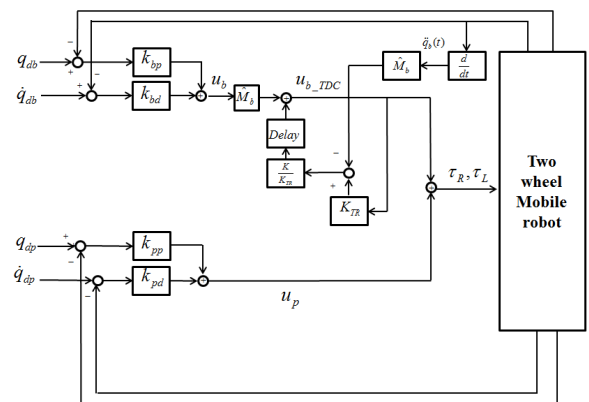 q_db
k_bp
q̇_db
k_bd
u_b
M̂_b
u_b_TDC
q̈_b(t)
M̂_b
d/dt
Delay
K/K_TR
K_TR
τ_R, τ_L
Two
wheel
Mobile
robot
q_dp
k_pp
q̇_dp
k_pd
u_p